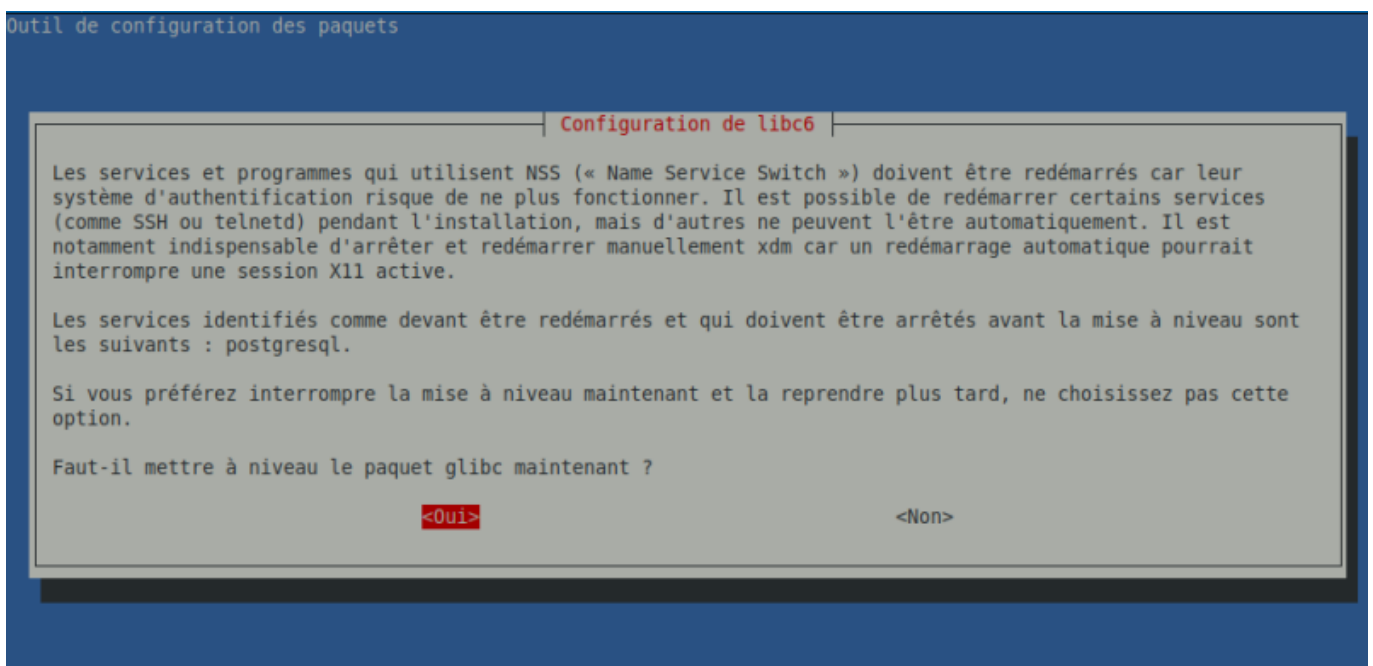 Outil de configuration des paquets
Configuration de libc6
Les services et programmes qui utilisent NSS (« Name Service Switch ») doivent être redémarrés car leur
système d'authentification risque de ne plus fonctionner. Il est possible de redémarrer certains services
(comme SSH ou telnetd) pendant l'installation, mais d'autres ne peuvent l'être automatiquement. Il est
notamment indispensable d'arrêter et redémarrer manuellement xdm car un redémarrage automatique pourrait
interrompre une session X11 active.
Les services identifiés comme devant être redémarrés et qui doivent être arrêtés avant la mise à niveau sont
les suivants : postgresql.
Si vous préférez interrompre la mise à niveau maintenant et la reprendre plus tard, ne choisissez pas cette
option.
Faut-il mettre à niveau le paquet glibc maintenant ?
<Oui> <Non>